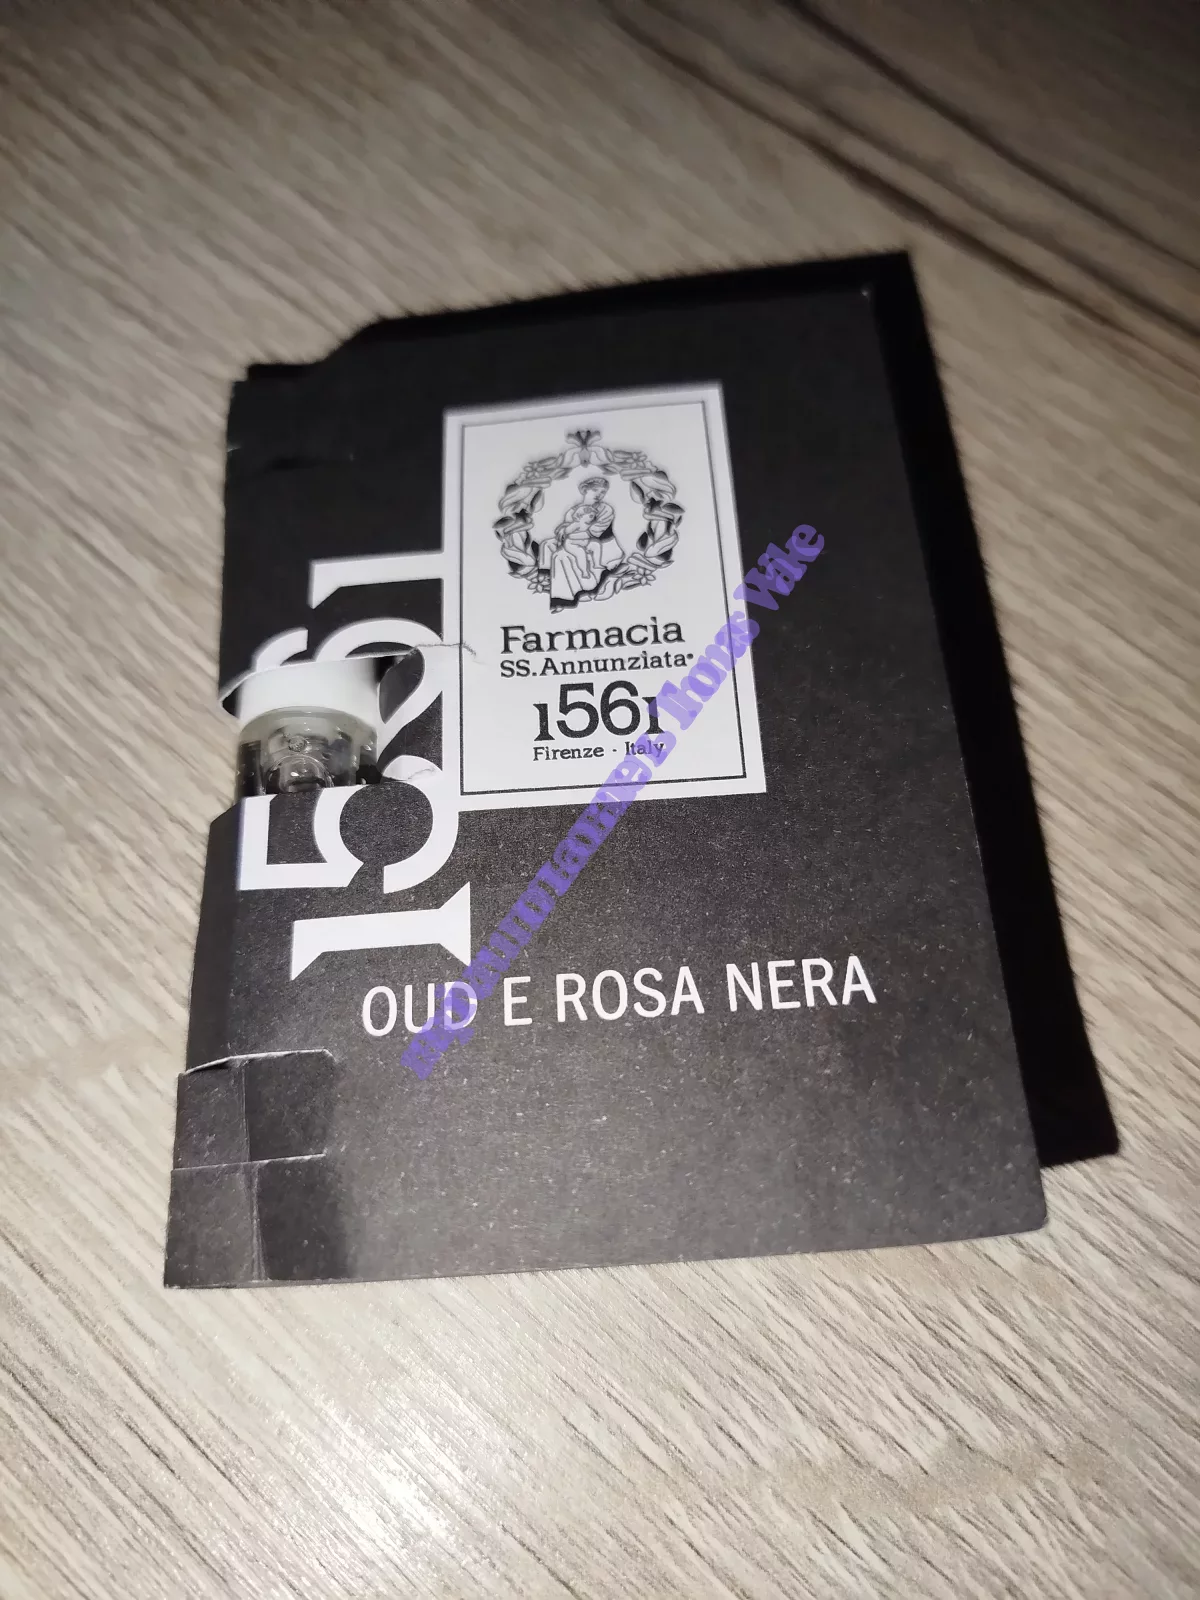 1561
Farmacia
SS.Annunziata®
1561
Firenze · Italy
OUD E ROSA NERA